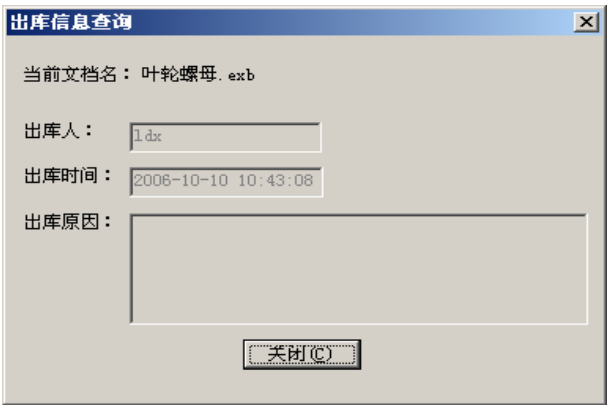 出库信息查询
当前文档名：叶轮螺母.exb
出库人：ldx
出库时间：2006-10-10 10:43:08
出库原因：
关闭(C)